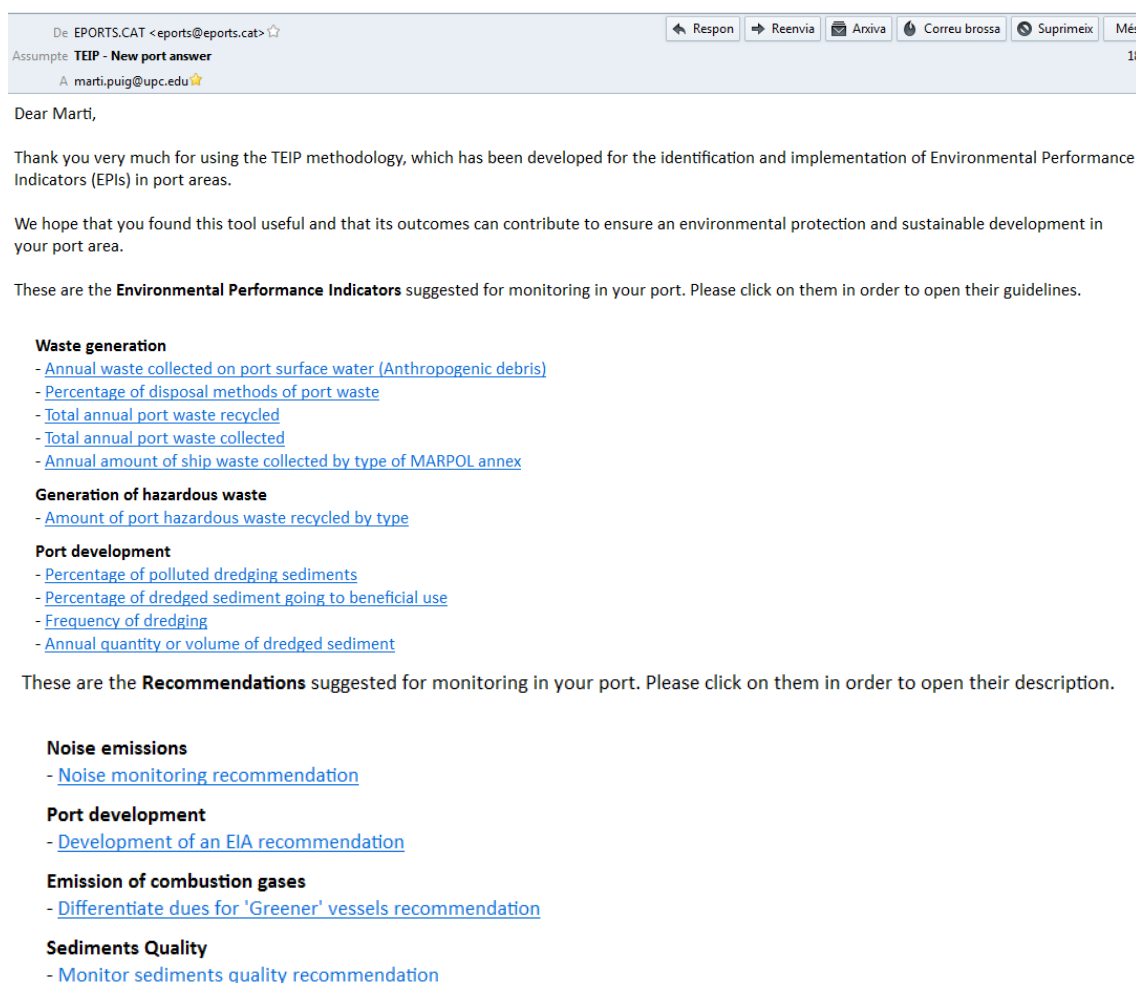 De EPORTS.CAT <eports@eports.cat>
Respon Reenvia Arxiva Correu brossa Suprimeix Més
Assumpte TEIP - New port answer
18
A marti.puig@upc.edu
Dear Martí,
Thank you very much for using the TEIP methodology, which has been developed for the identification and implementation of Environmental Performance
Indicators (EPIs) in port areas.
We hope that you found this tool useful and that its outcomes can contribute to ensure an environmental protection and sustainable development in
your port area.
These are the Environmental Performance Indicators suggested for monitoring in your port. Please click on them in order to open their guidelines.
Waste generation
- Annual waste collected on port surface water (Anthropogenic debris)
- Percentage of disposal methods of port waste
- Total annual port waste recycled
- Total annual port waste collected
- Annual amount of ship waste collected by type of MARPOL annex
Generation of hazardous waste
- Amount of port hazardous waste recycled by type
Port development
- Percentage of polluted dredging sediments
- Percentage of dredged sediment going to beneficial use
- Frequency of dredging
- Annual quantity or volume of dredged sediment
These are the Recommendations suggested for monitoring in your port. Please click on them in order to open their description.
Noise emissions
- Noise monitoring recommendation
Port development
- Development of an EIA recommendation
Emission of combustion gases
- Differentiate dues for 'Greener' vessels recommendation
Sediments Quality
- Monitor sediments quality recommendation